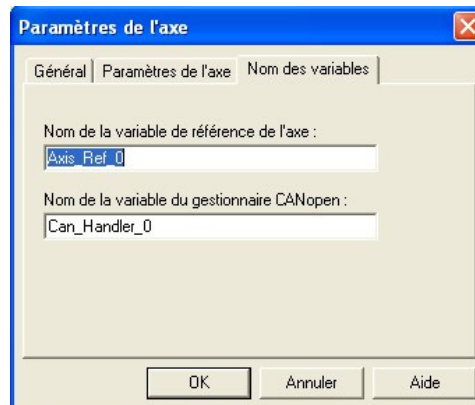 Paramètres de l'axe
Général
Paramètres de l'axe
Nom des variables
Nom de la variable de référence de l'axe :
Axis_Ref_0
Nom de la variable du gestionnaire CANopen :
Can_Handler_0
OK
Annuler
Aide